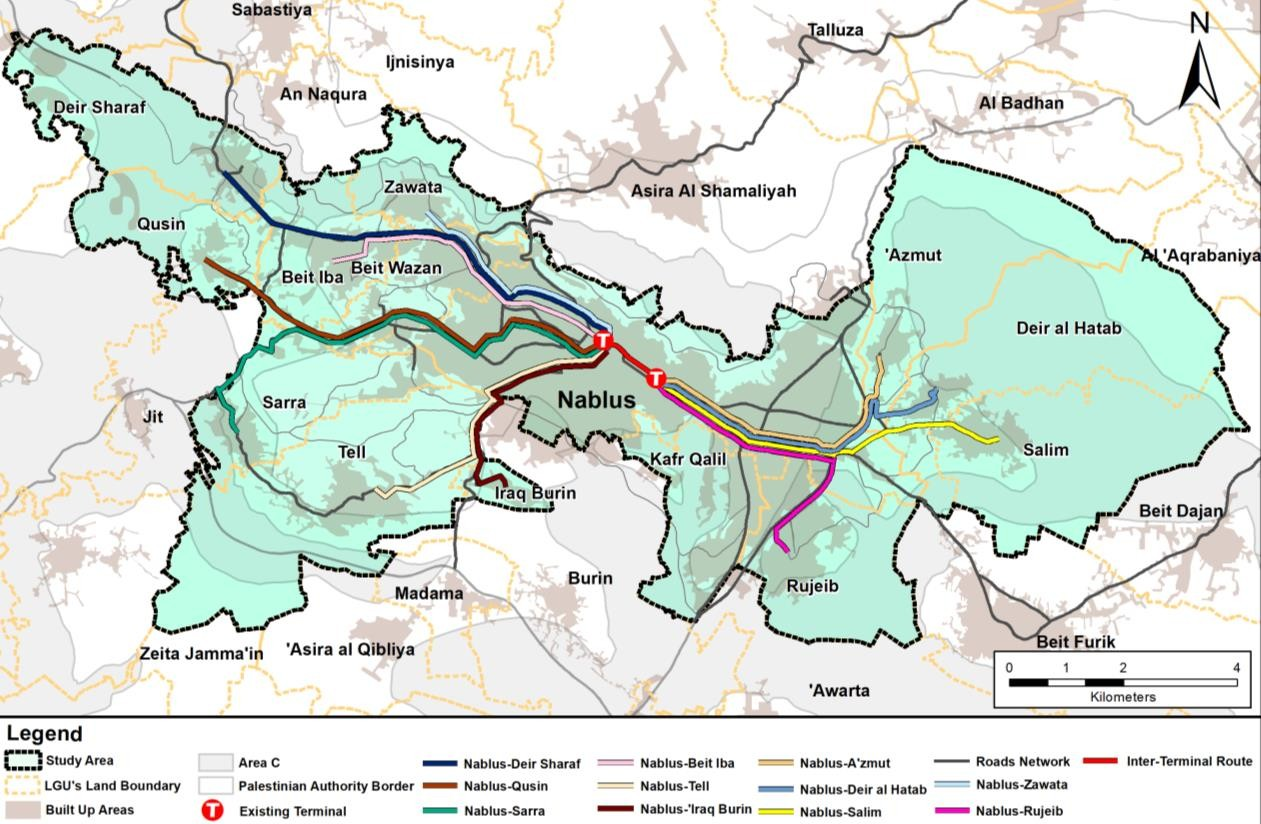 Sabastiya
Talluza
N
Ijnisinya
An Naqura
Al Badhan
Deir Sharaf
Zawata
Asira Al Shamaliyah
Qusin
'Azmut
Al 'Aqrabaniya
Beit Iba
Beit Wazan
Deir al Hatab
T
T
Nablus
Sarra
Jit
Tell
Kafr Qalil
Salim
Iraq Burin
Beit Dajan
Burin
Rujeib
Madama
Beit Furik
Zeita Jamma'in
'Asira al Qibliya
'Awarta
0 1 2 4
Kilometers
Legend
Study Area
LGU's Land Boundary
Built Up Areas
Area C
Palestinian Authority Border
T Existing Terminal
Nablus-Deir Sharaf
Nablus-Qusin
Nablus-Sarra
Nablus-Beit Iba
Nablus-Tell
Nablus-'Iraq Burin
Nablus-A'zmut
Nablus-Deir al Hatab
Nablus-Salim
Roads Network
Nablus-Zawata
Nablus-Rujeib
Inter-Terminal Route